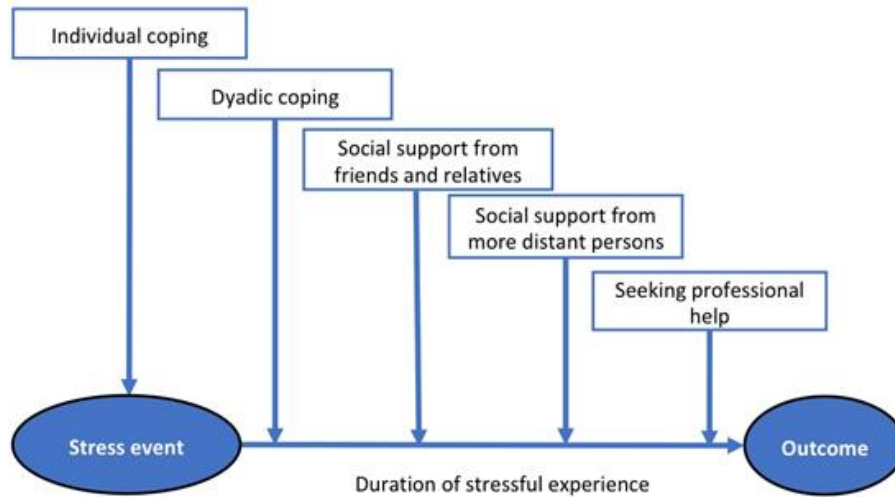 Individual coping
Dyadic coping
Social support from
friends and relatives
Social support from
more distant persons
Seeking professional
help
Stress event
Outcome
Duration of stressful experience